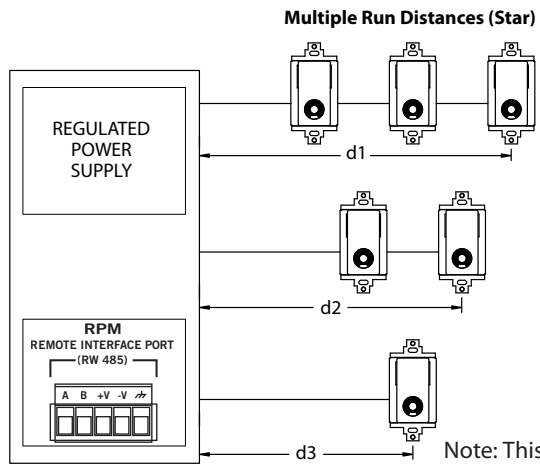 Multiple Run Distances (Star)
REGULATED
POWER
SUPPLY
d1
d2
RPM
REMOTE INTERFACE PORT
(RW 485)
A B +V -V
d3
Note: This